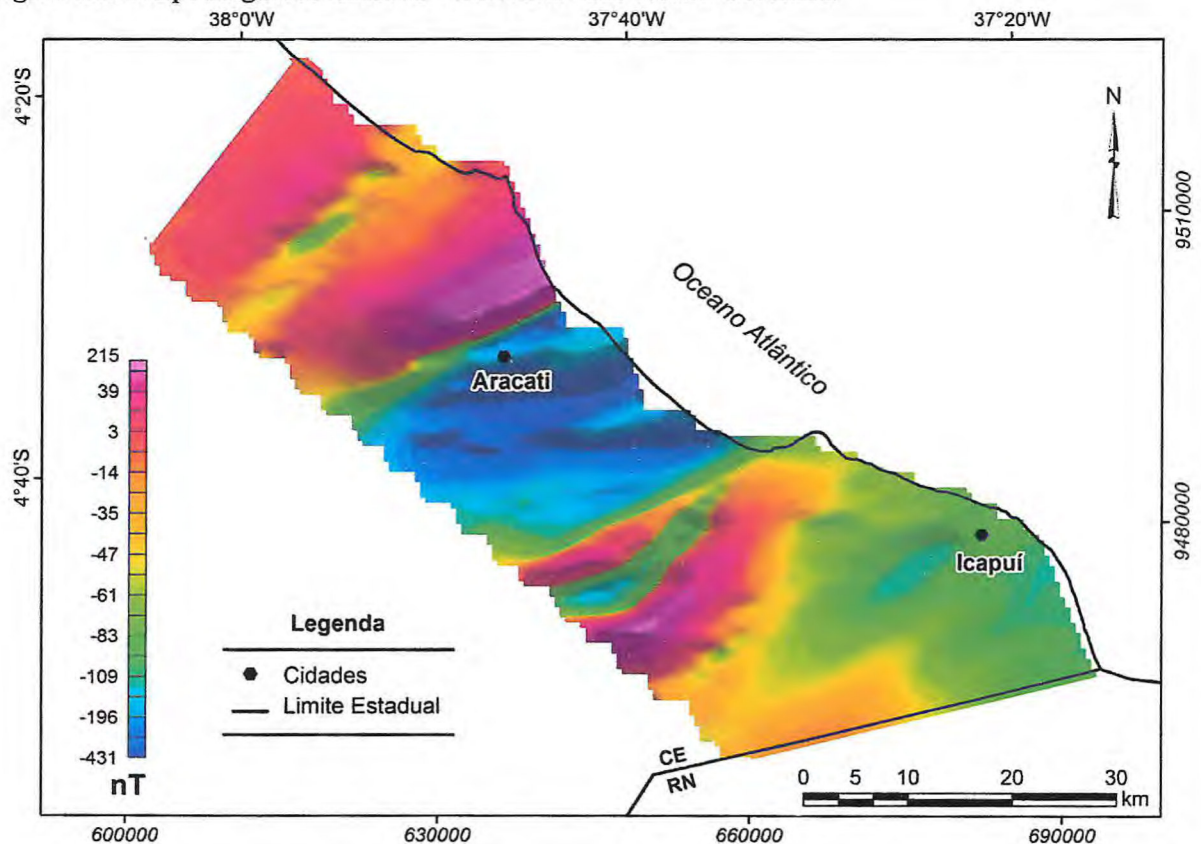 38°0'W 37°40'W 37°20'W
4°20'S
N
9510000
Oceano Atlântico
215
39
3
-14
-35
-47
-61
-83
-109
-196
-431
nT
Aracati
4°40'S
9480000
Icapuí
Legenda
Cidades
Limite Estadual
CE
RN
0 5 10 20 30
km
600000 630000 660000 690000